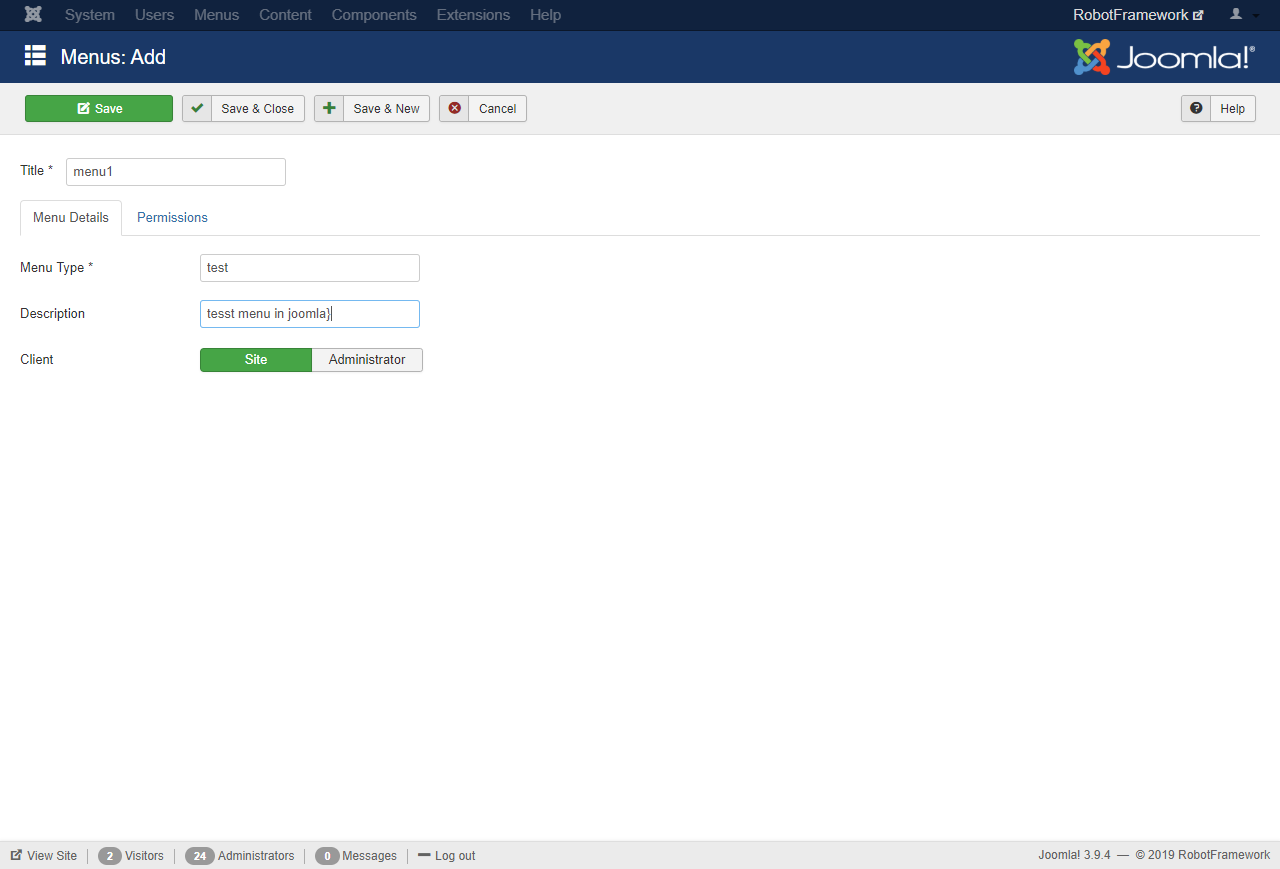 System Users Menus Content Components Extensions Help RobotFramework
Menus: Add Joomla!®
Save Save & Close Save & New Cancel Help
Title * menu1
Menu Details Permissions
Menu Type * test
Description tesst menu in joomla}
Client Site Administrator
View Site 2 Visitors 24 Administrators 0 Messages Log out Joomla! 3.9.4 — © 2019 RobotFramework